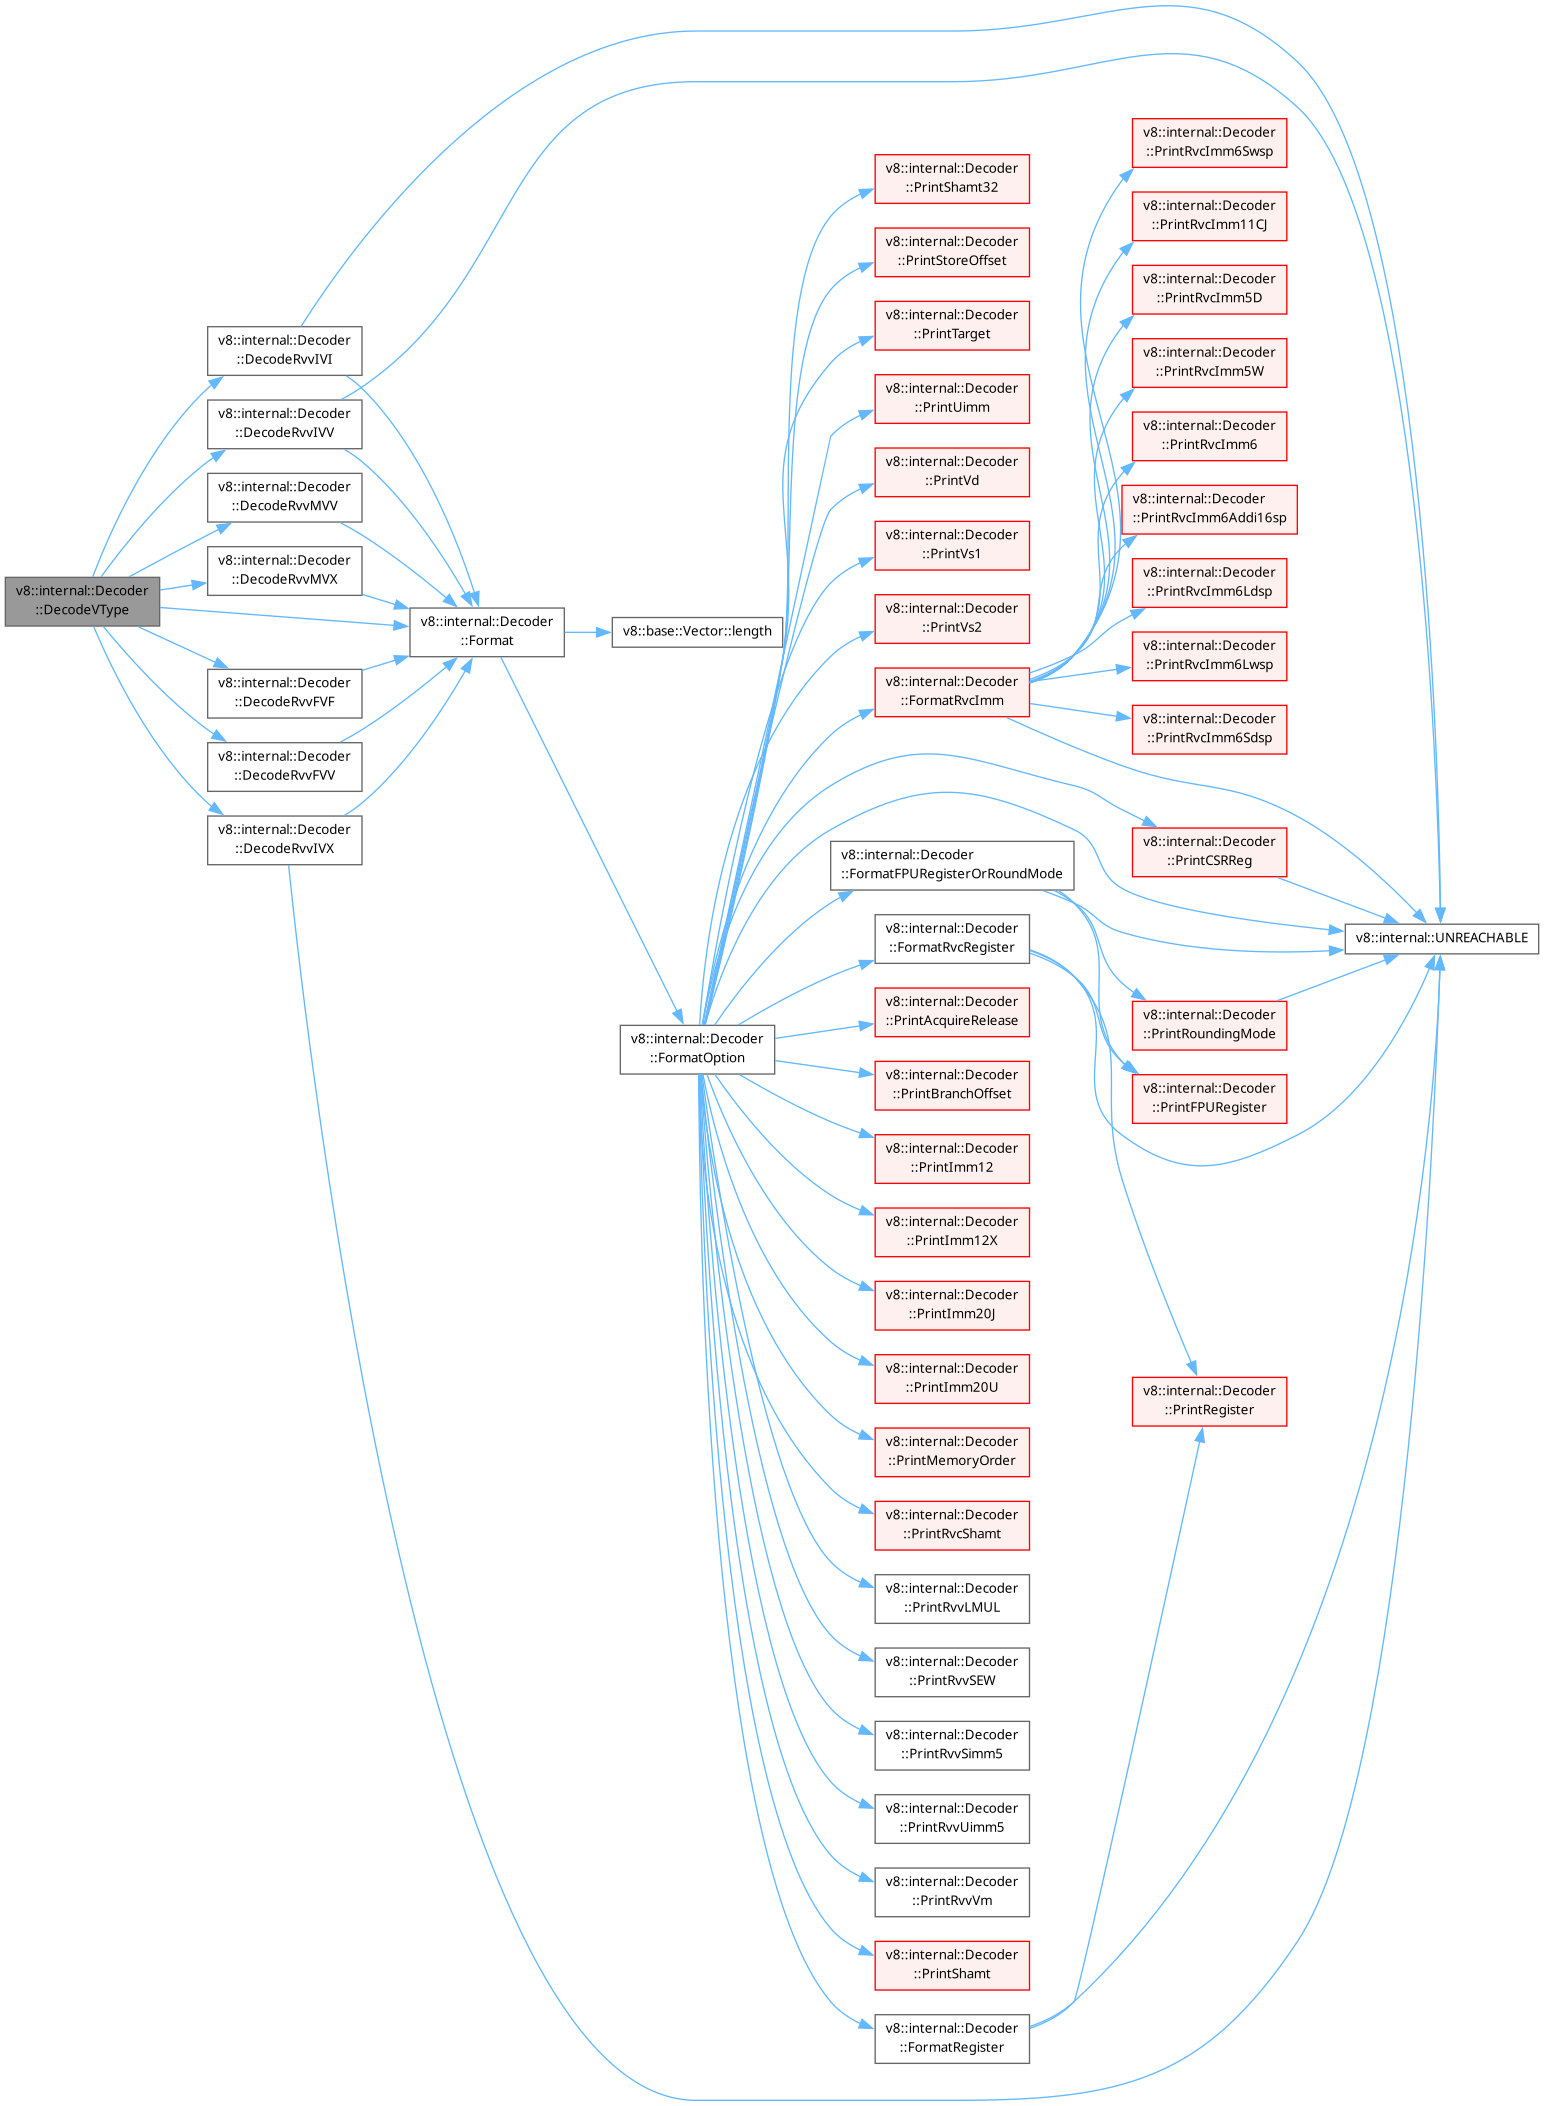 v8::internal::Decoder
::DecodeVType
v8::internal::Decoder
::DecodeRvvIVI
v8::internal::Decoder
::DecodeRvvIVV
v8::internal::Decoder
::DecodeRvvMVV
v8::internal::Decoder
::DecodeRvvMVX
v8::internal::Decoder
::DecodeRvvFVF
v8::internal::Decoder
::DecodeRvvFVV
v8::internal::Decoder
::DecodeRvvIVX
v8::internal::Decoder
::Format
v8::base::Vector::length
v8::internal::Decoder
::FormatOption
v8::internal::Decoder
::PrintShamt32
v8::internal::Decoder
::PrintStoreOffset
v8::internal::Decoder
::PrintTarget
v8::internal::Decoder
::PrintUimm
v8::internal::Decoder
::PrintVd
v8::internal::Decoder
::PrintVs1
v8::internal::Decoder
::PrintVs2
v8::internal::Decoder
::FormatRvcImm
v8::internal::Decoder
::FormatFPURegisterOrRoundMode
v8::internal::Decoder
::FormatRvcRegister
v8::internal::Decoder
::PrintAcquireRelease
v8::internal::Decoder
::PrintBranchOffset
v8::internal::Decoder
::PrintImm12
v8::internal::Decoder
::PrintImm12X
v8::internal::Decoder
::PrintImm20J
v8::internal::Decoder
::PrintImm20U
v8::internal::Decoder
::PrintMemoryOrder
v8::internal::Decoder
::PrintRvcShamt
v8::internal::Decoder
::PrintRvvLMUL
v8::internal::Decoder
::PrintRvvSEW
v8::internal::Decoder
::PrintRvvSimm5
v8::internal::Decoder
::PrintRvvUimm5
v8::internal::Decoder
::PrintRvvVm
v8::internal::Decoder
::PrintShamt
v8::internal::Decoder
::FormatRegister
v8::internal::Decoder
::PrintRvcImm6Swsp
v8::internal::Decoder
::PrintRvcImm11CJ
v8::internal::Decoder
::PrintRvcImm5D
v8::internal::Decoder
::PrintRvcImm5W
v8::internal::Decoder
::PrintRvcImm6
v8::internal::Decoder
::PrintRvcImm6Addi16sp
v8::internal::Decoder
::PrintRvcImm6Ldsp
v8::internal::Decoder
::PrintRvcImm6Lwsp
v8::internal::Decoder
::PrintRvcImm6Sdsp
v8::internal::Decoder
::PrintCSRReg
v8::internal::UNREACHABLE
v8::internal::Decoder
::PrintRoundingMode
v8::internal::Decoder
::PrintFPURegister
v8::internal::Decoder
::PrintRegister